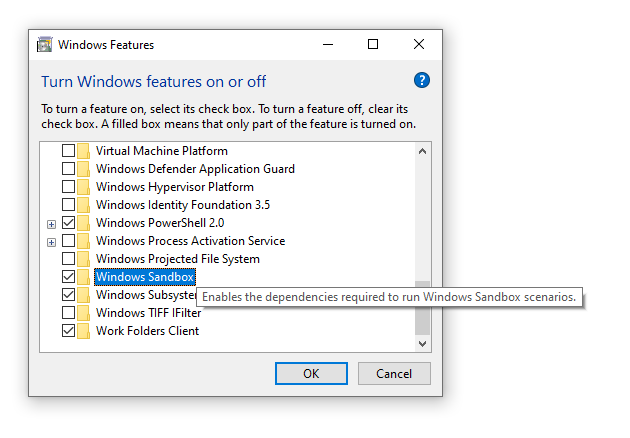 Windows Features
Turn Windows features on or off
To turn a feature on, select its check box. To turn a feature off, clear its
check box. A filled box means that only part of the feature is turned on.
Virtual Machine Platform
Windows Defender Application Guard
Windows Hypervisor Platform
Windows Identity Foundation 3.5
Windows PowerShell 2.0
Windows Process Activation Service
Windows Projected File System
Windows Sandbox
Windows Subsyster
Enables the dependencies required to run Windows Sandbox scenarios.
Windows TIFF IFilter
Work Folders Client
OK
Cancel